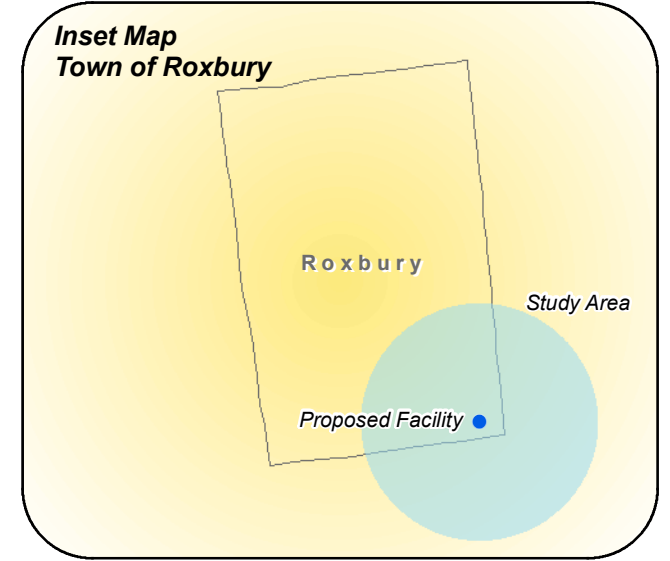 Inset Map
Town of Roxbury
Roxbury
Study Area
Proposed Facility